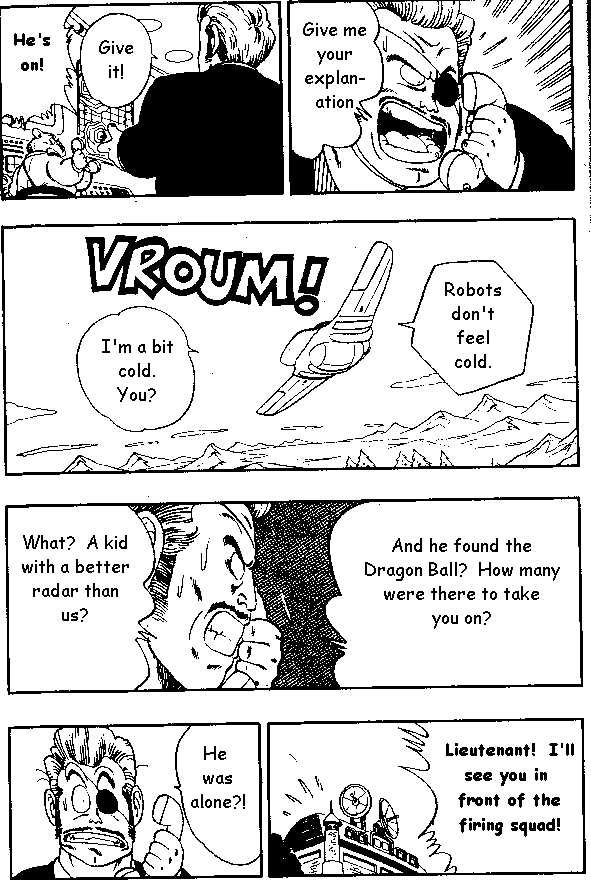 He's
on!
Give
it!
Give me
your
explan-
ation
VROUM!
I'm a bit
cold.
You?
Robots
don't
feel
cold.
What? A kid
with a better
radar than
us?
And he found the
Dragon Ball? How many
were there to take
you on?
He
was
alone?!
Lieutenant! I'll
see you in
front of the
firing squad!